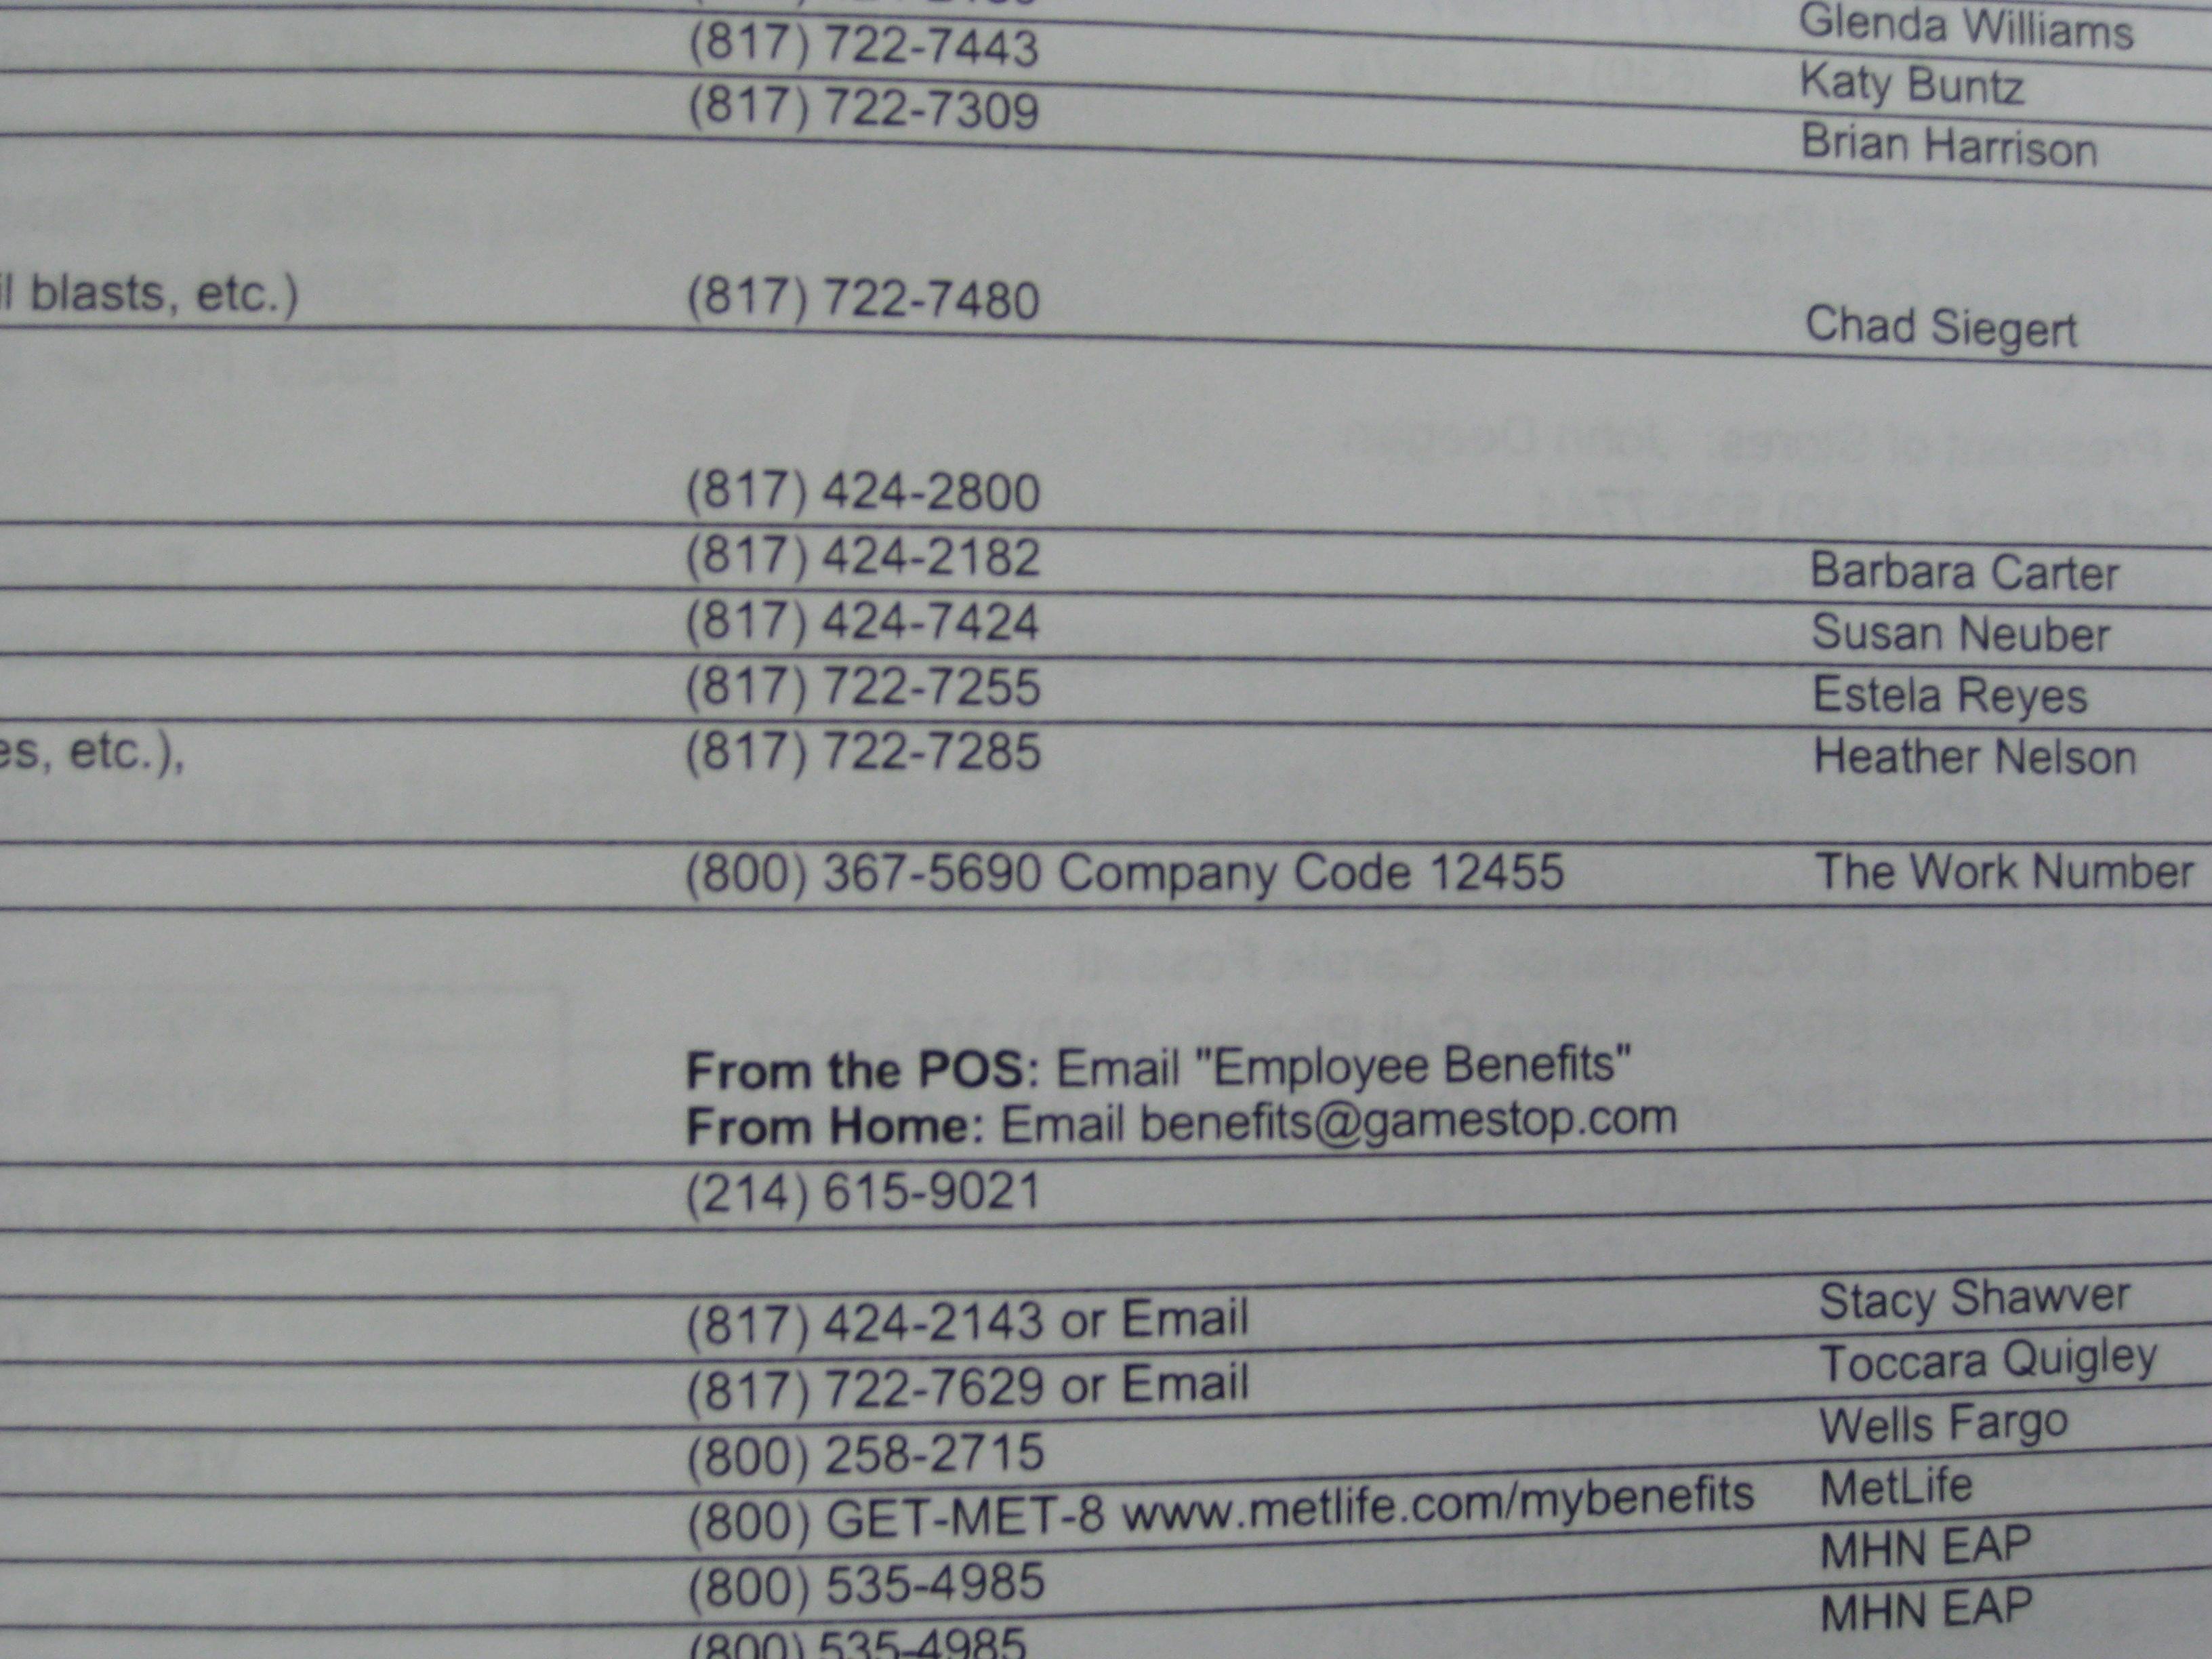 Glenda Williams
(817) 722-7443 Katy Buntz
(817) 722-7309 Brian Harrison
il blasts, etc.) (817) 722-7480 Chad Siegert
(817) 424-2800
(817) 424-2182 Barbara Carter
(817) 424-7424 Susan Neuber
(817) 722-7255 Estela Reyes
es, etc.), (817) 722-7285 Heather Nelson
(800) 367-5690 Company Code 12455 The Work Number
From the POS: Email "Employee Benefits"
From Home: Email benefits@gamestop.com
(214) 615-9021
(817) 424-2143 or Email Stacy Shawver
(817) 722-7629 or Email Toccara Quigley
(800) 258-2715 Wells Fargo
(800) GET-MET-8 www.metlife.com/mybenefits MetLife
(800) 535-4985 MHN EAP
(800) 535-4985 MHN EAP